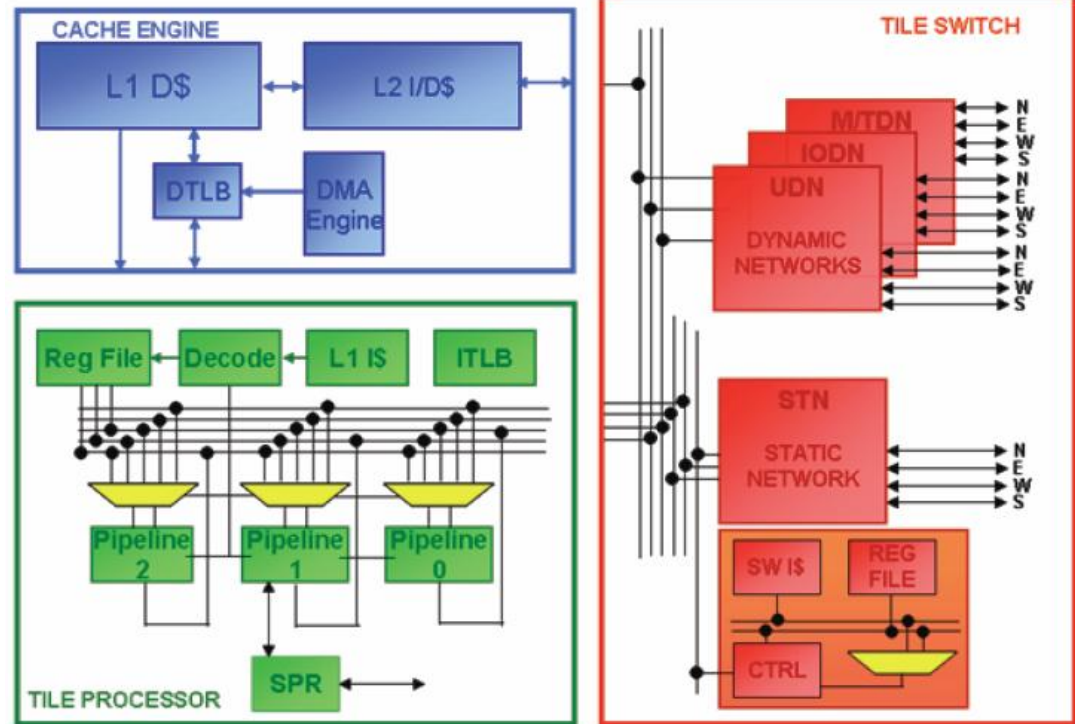 CACHE ENGINE
L1 D$
L2 I/D$
DTLB
DMA
Engine
TILE PROCESSOR
Reg File
Decode
L1 I$
ITLB
Pipeline
2
Pipeline
1
Pipeline
0
SPR
TILE SWITCH
M/TDN
N
E
W
S
IODN
N
E
W
S
UDN
DYNAMIC
NETWORKS
N
E
W
S
STN
STATIC
NETWORK
N
E
W
S
SW I$
REG
FILE
CTRL